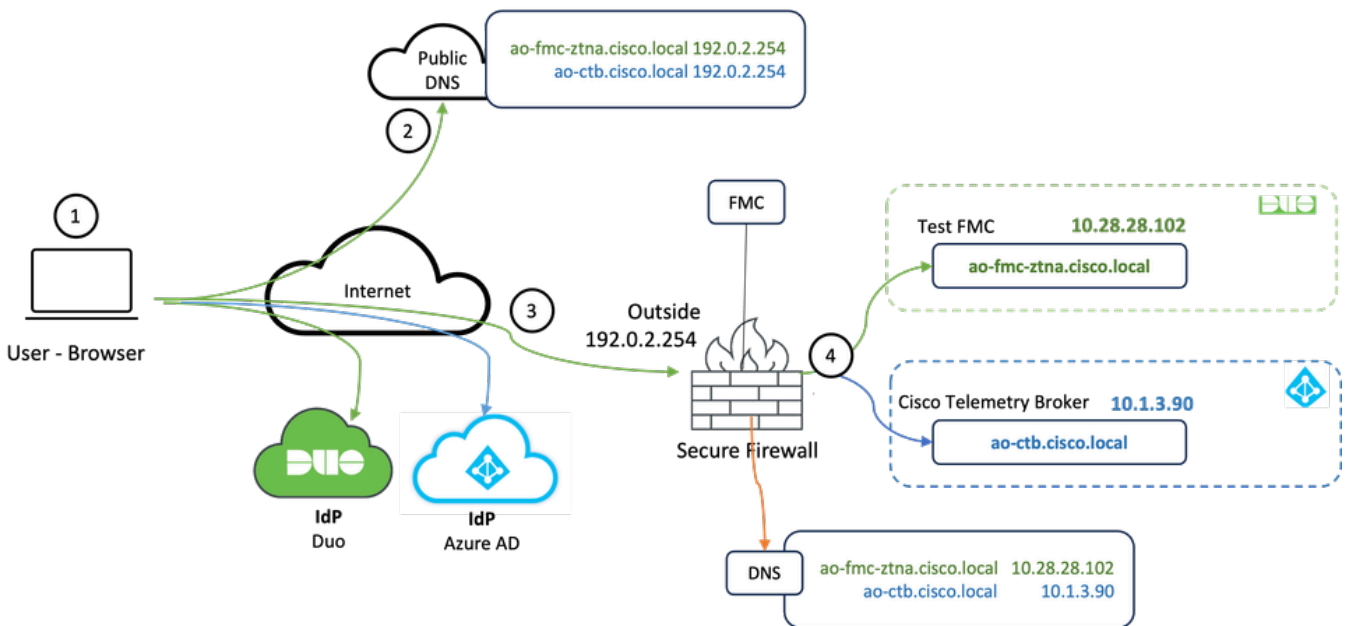 Public
DNS
ao-fmc-ztna.cisco.local 192.0.2.254
ao-ctb.cisco.local 192.0.2.254
2
1
FMC
DUO
Test FMC 10.28.28.102
ao-fmc-ztna.cisco.local
Internet
3
Outside
192.0.2.254
4
User - Browser
Cisco Telemetry Broker 10.1.3.90
ao-ctb.cisco.local
Secure Firewall
DUO
IdP
Duo
IdP
Azure AD
DNS
ao-fmc-ztna.cisco.local 10.28.28.102
ao-ctb.cisco.local 10.1.3.90